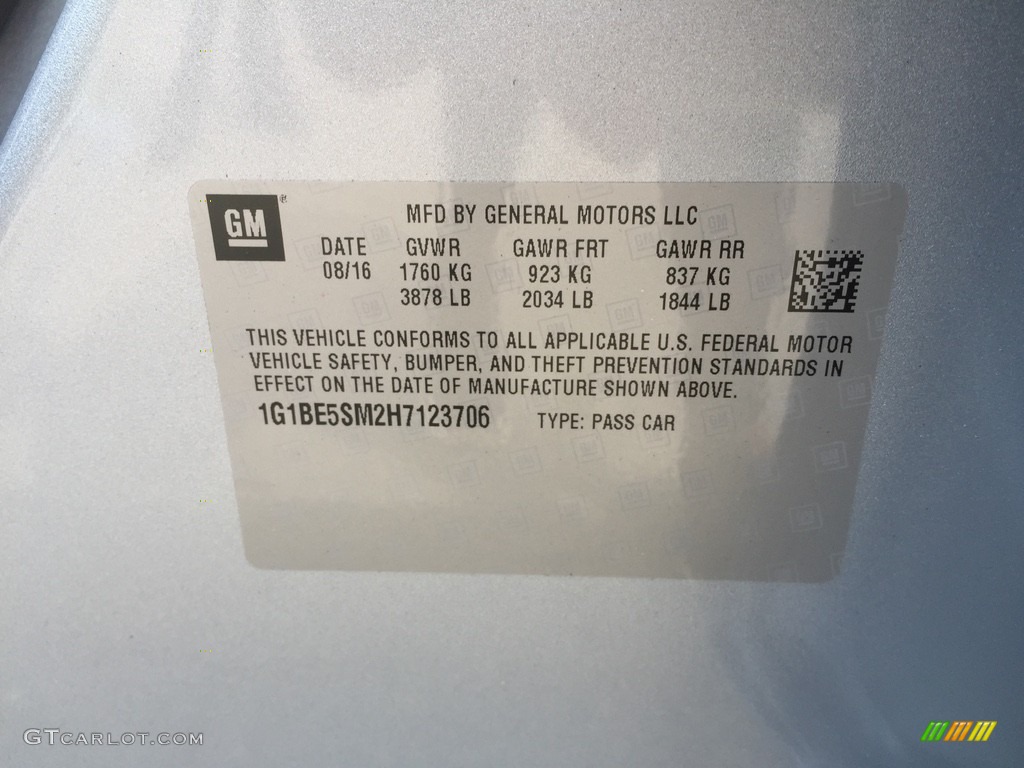 GM®
MFD BY GENERAL MOTORS LLC
DATE GVWR GAWR FRT GAWR RR
08/16 1760 KG 923 KG 837 KG
3878 LB 2034 LB 1844 LB
THIS VEHICLE CONFORMS TO ALL APPLICABLE U.S. FEDERAL MOTOR
VEHICLE SAFETY, BUMPER, AND THEFT PREVENTION STANDARDS IN
EFFECT ON THE DATE OF MANUFACTURE SHOWN ABOVE.
1G1BE5SM2H7123706 TYPE: PASS CAR
GTCARLOT.COM